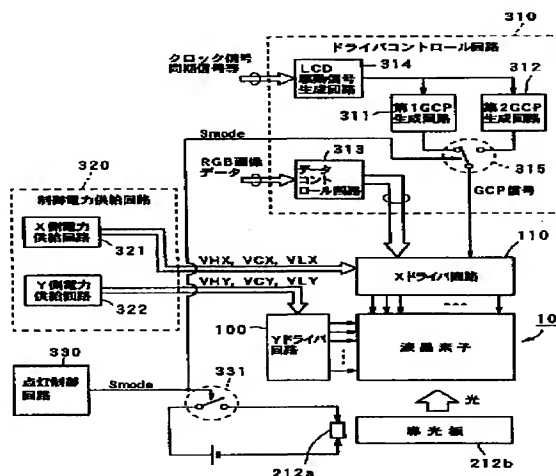 310
ドライバコントロール回路
クロック信号
同期信号等
LCD
駆動信号
生成回路
314
312
311
第1GCP
生成回路
第2GCP
生成回路
Smode
313
315
RGB画像
データ
データ
コント
ロール回路
GCP信号
320
制御電力供給回路
X側電力
供給回路
321
110
VHX, VCX, VLX
Xドライバ回路
Y側電力
供給回路
322
VHY, VCY, VLY
100
Yドライバ
回路
液晶素子
10
330
点灯制御
回路
Smode
331
光
導光板
212a
212b